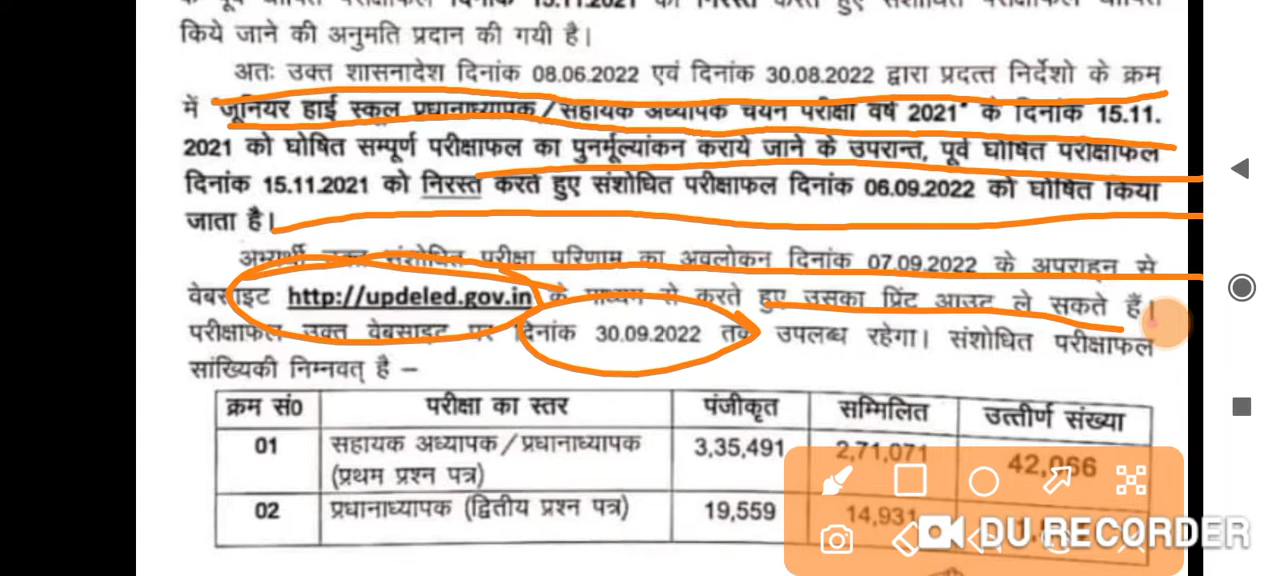 किये जाने की अनुमति प्रदान की गयी है।
अतः उक्त शासनादेश दिनांक 08.06.2022 एवं दिनांक 30.08.2022 द्वारा प्रदत्त निर्देशो के क्रम
में "जूनियर हाई स्कूल प्रधानाध्यापक/सहायक अध्यापक चयन परीक्षा वर्ष 2021" के दिनांक 15.11.
2021 को घोषित सम्पूर्ण परीक्षाफल का पुनर्मूल्यांकन कराये जाने के उपरान्त, पूर्व घोषित परीक्षाफल
दिनांक 15.11.2021 को निरस्त करते हुए संशोधित परीक्षाफल दिनांक 06.09.2022 को घोषित किया
जाता है।
अभ्यर्थी उक्त संशोधित परीक्षा परिणाम का अवलोकन दिनांक 07.09.2022 के अपराहन से
वेबसाइट http://updeled.gov.in के माध्यम से करते हुए उसका प्रिंट आउट ले सकते हैं।
परीक्षाफल उक्त वेबसाइट पर दिनांक 30.09.2022 तक उपलब्ध रहेगा। संशोधित परीक्षाफल
सांख्यिकी निम्नवत् है –
क्रम सं0 परीक्षा का स्तर पंजीकृत सम्मिलित उत्तीर्ण संख्या
01 सहायक अध्यापक/प्रधानाध्यापक 3,35,491 2,71,071 42,066
(प्रथम प्रश्न पत्र)
02 प्रधानाध्यापक (द्वितीय प्रश्न पत्र) 19,559 14,931
DU RECORDER